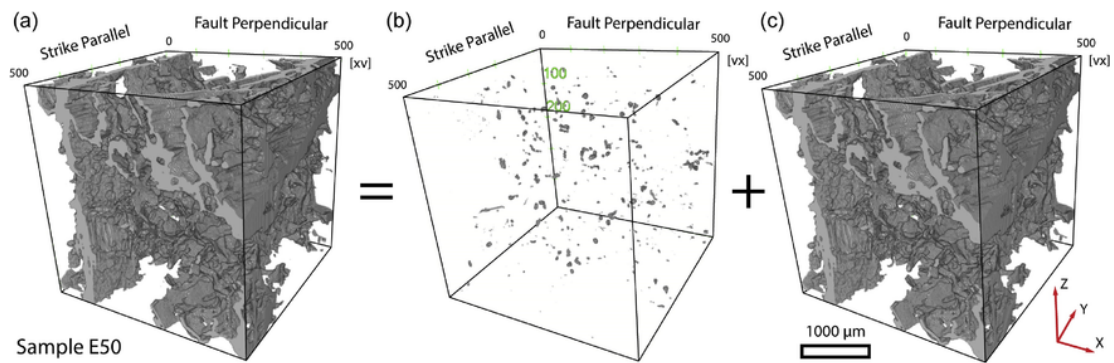 (a)
Strike Parallel
Fault Perpendicular
0
500
500
[xv]
Sample E50
=
(b)
Strike Parallel
Fault Perpendicular
0
500
500
[vx]
100
200
+
(c)
Strike Parallel
Fault Perpendicular
0
500
500
[vx]
1000 µm
Z
Y
X